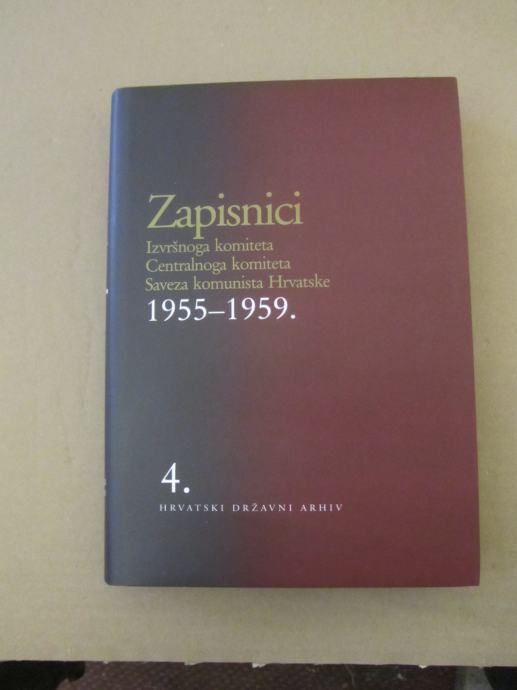 Zapisnici
Izvršnoga komiteta
Centralnoga komiteta
Saveza komunista Hrvatske
1955–1959.
4.
HRVATSKI DRŽAVNI ARHIV